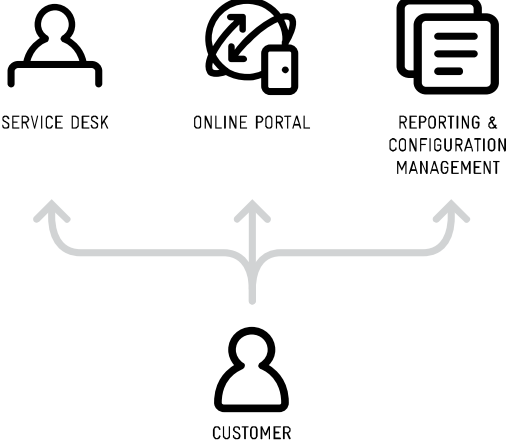 SERVICE DESK
ONLINE PORTAL
REPORTING &
CONFIGURATION
MANAGEMENT
CUSTOMER